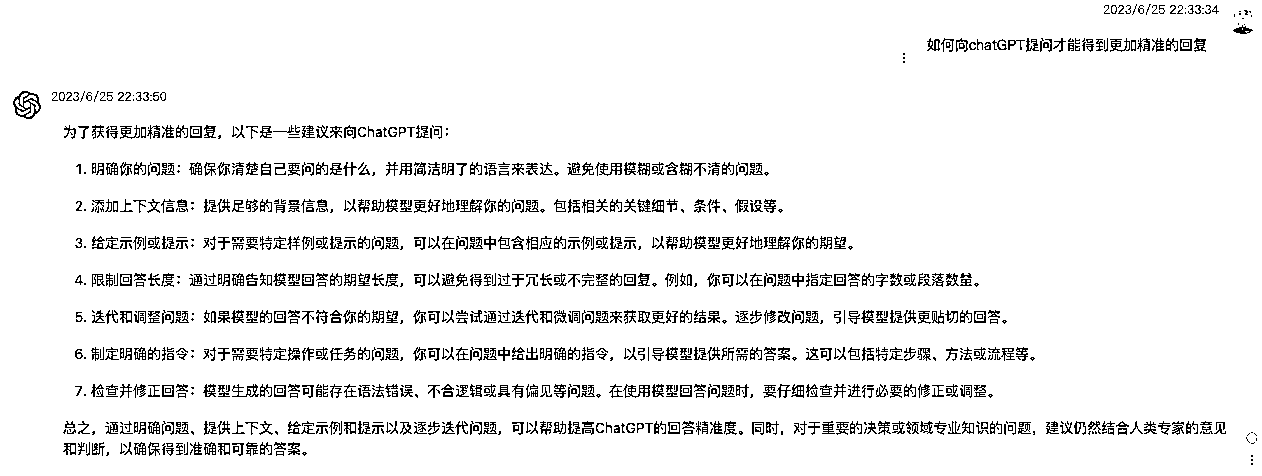 2023/6/25 22:33:34
如何向chatGPT提问才能得到更加精准的回复
2023/6/25 22:33:50
为了获得更加精准的回复，以下是一些建议来向ChatGPT提问：
1. 明确你的问题：确保你清楚自己要问的是什么，并用简洁明了的语言来表达。避免使用模糊或含糊不清的问题。
2. 添加上下文信息：提供足够的背景信息，以帮助模型更好地理解你的问题。包括相关的关键细节、条件、假设等。
3. 给定示例或提示：对于需要特定样例或提示的问题，可以在问题中包含相应的示例或提示，以帮助模型更好地理解你的期望。
4. 限制回答长度：通过明确告知模型回答的期望长度，可以避免得到过于冗长或不完整的回复。例如，你可以在问题中指定回答的字数或段落数量。
5. 迭代和调整问题：如果模型的回答不符合你的期望，你可以尝试通过迭代和微调问题来获取更好的结果。逐步修改问题，引导模型提供更贴切的回答。
6. 制定明确的指令：对于需要特定操作或任务的问题，你可以在问题中给出明确的指令，以引导模型提供所需的答案。这可以包括特定步骤、方法或流程等。
7. 检查并修正回答：模型生成的回答可能存在语法错误、不合逻辑或具有偏见等问题。在使用模型回答问题时，要仔细检查并进行必要的修正或调整。
总之，通过明确问题、提供上下文、给定示例和提示以及逐步迭代问题，可以帮助提高ChatGPT的回答精准度。同时，对于重要的决策或领域专业知识的问题，建议仍然结合人类专家的意见
和判断，以确保得到准确和可靠的答案。